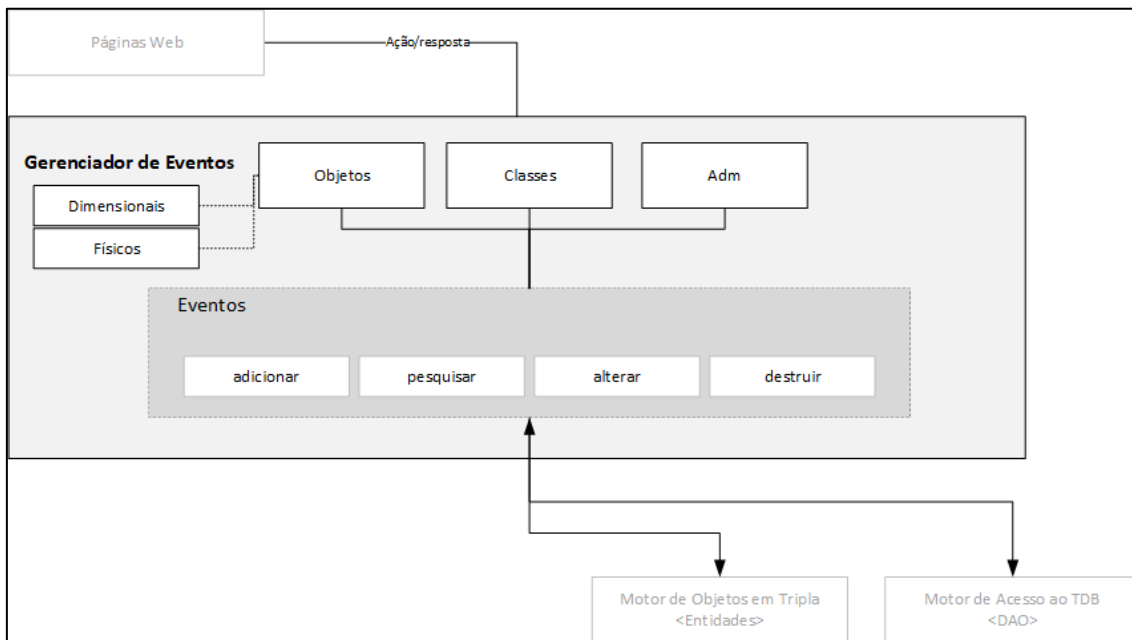 Páginas Web
Ação/resposta
Gerenciador de Eventos
Objetos
Classes
Adm
Dimensionais
Físicos
Eventos
adicionar
pesquisar
alterar
destruir
Motor de Objetos em Tripla
<Entidades>
Motor de Acesso ao TDB
<DAO>